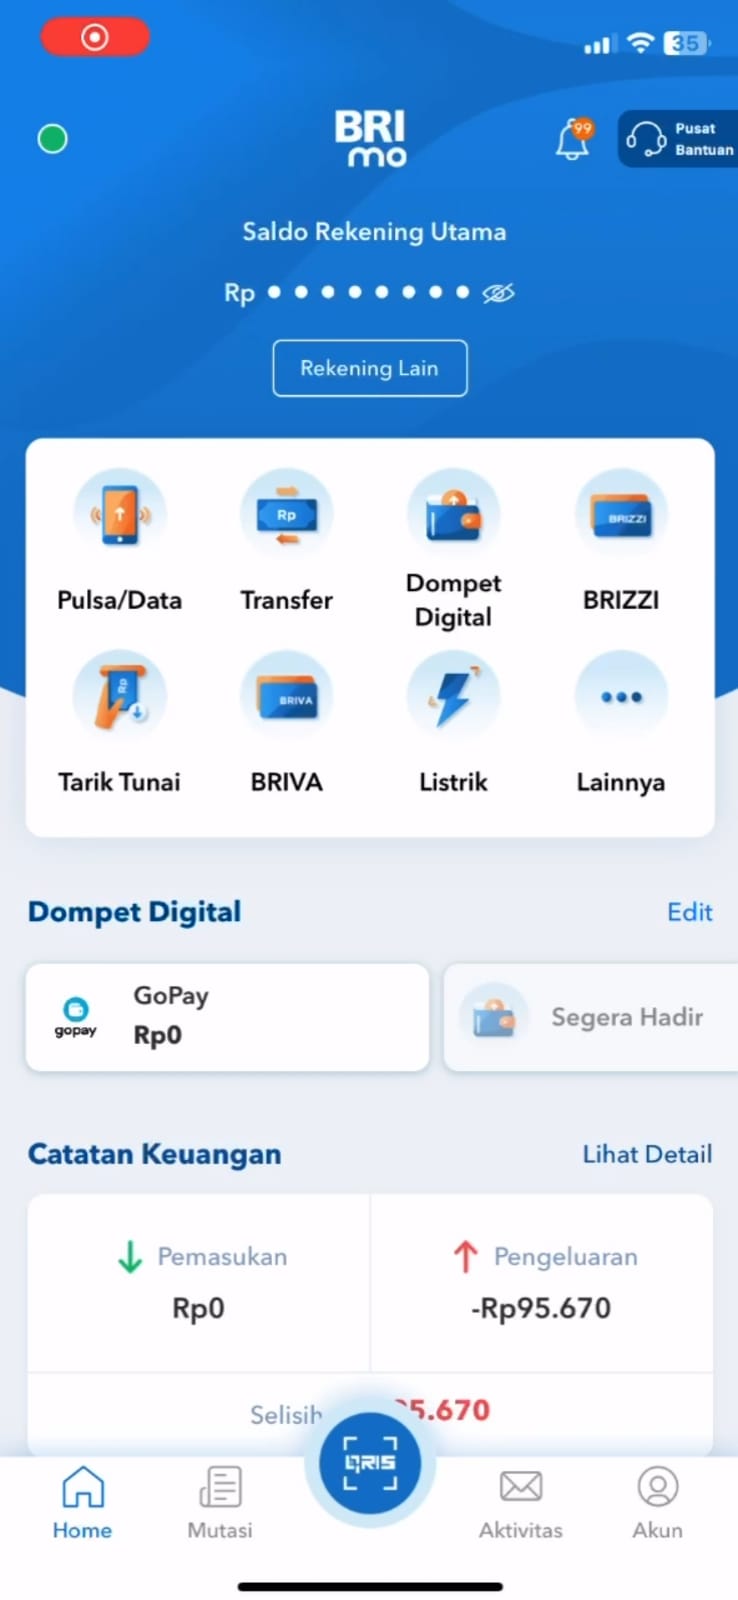 35
BRI
mo
99
Pusat
Bantuan
Saldo Rekening Utama
Rp
Rekening Lain
Rp
BRIZZI
Pulsa/Data
Transfer
Dompet
Digital
BRIZZI
Rp
BRIVA
Tarik Tunai
BRIVA
Listrik
Lainnya
Dompet Digital
Edit
gopay
GoPay
Rp0
Segera Hadir
Catatan Keuangan
Lihat Detail
Pemasukan
Pengeluaran
Rp0
-Rp95.670
Selisih
5.670
QRIS
Home
Mutasi
Aktivitas
Akun